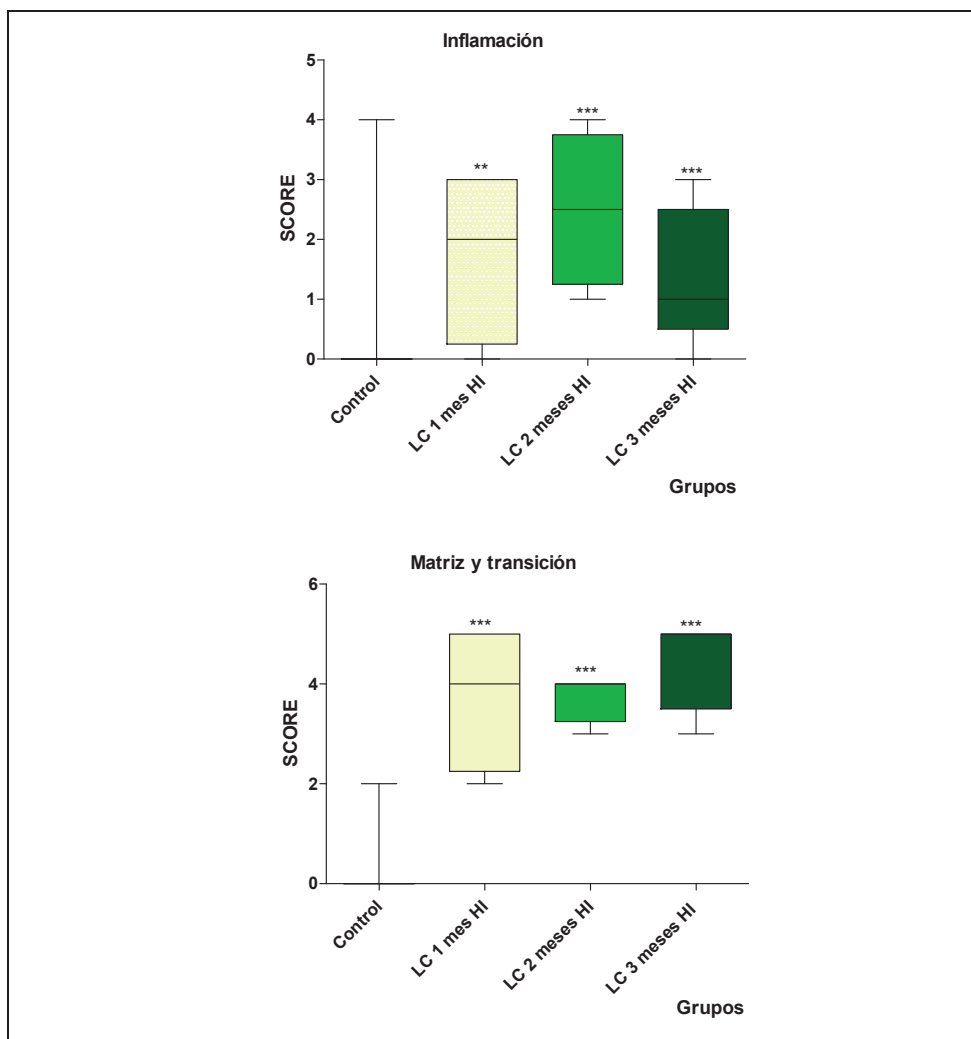 Inflamación
5
4
3
2
1
0
SCORE
**
***
***
Control
LC 1 mes HI
LC 2 meses HI
LC 3 meses HI
Grupos
Matriz y transición
6
4
2
0
SCORE
***
***
***
Control
LC 1 mes HI
LC 2 meses HI
LC 3 meses HI
Grupos